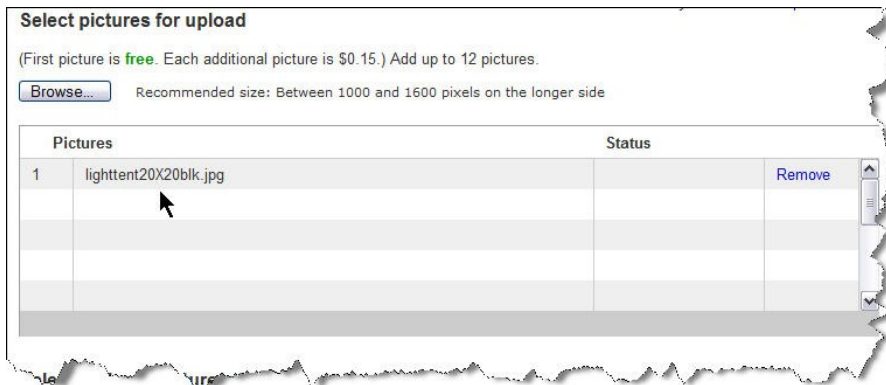 Select pictures for upload
(First picture is free. Each additional picture is $0.15.) Add up to 12 pictures.
Browse... Recommended size: Between 1000 and 1600 pixels on the longer side
Pictures Status
1 lighttent20X20blk.jpg Remove